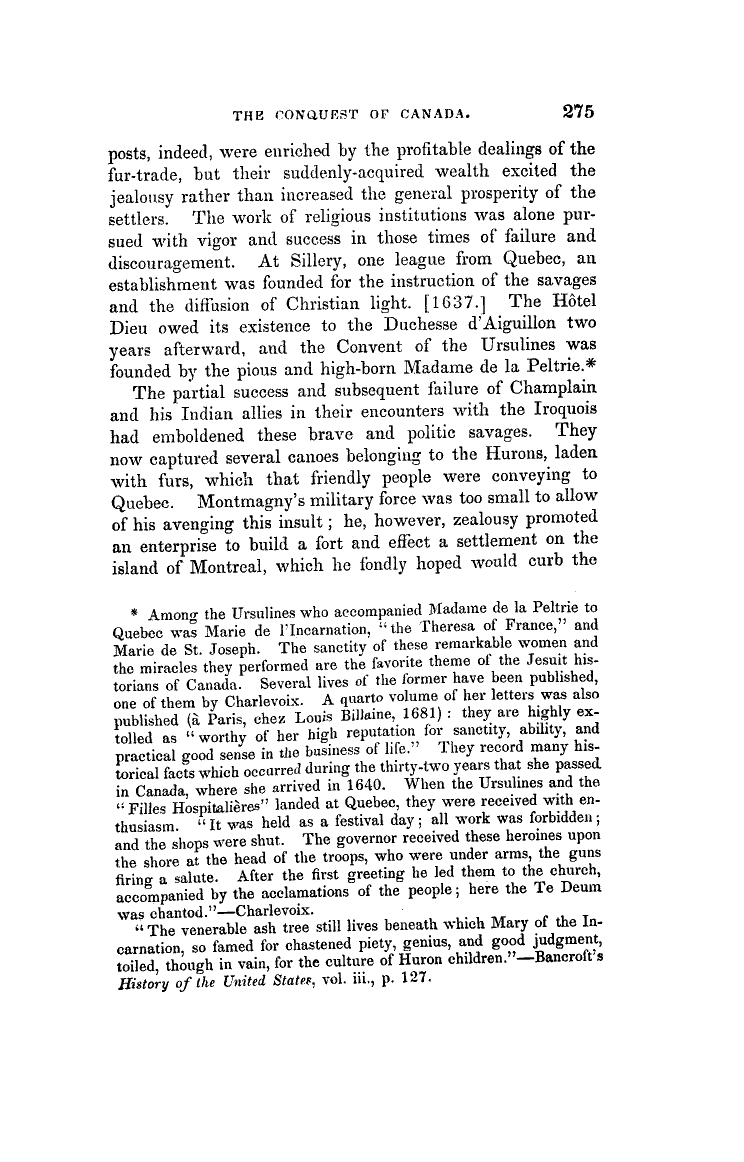 THE CONQUEST OF CANADA. 275
posts, indeed, were enriched by the profitable dealings of the
fur-trade, but their suddenly-acquired wealth excited the
jealousy rather than increased the general prosperity of the
settlers. The work of religious institutions was alone pur-
sued with vigor and success in those times of failure and
discouragement. At Sillery, one league from Quebec, an
establishment was founded for the instruction of the savages
and the diffusion of Christian light. [1637.] The Hôtel
Dieu owed its existence to the Duchesse d'Aiguillon two
years afterward, and the Convent of the Ursulines was
founded by the pious and high-born Madame de la Peltrie.*
The partial success and subsequent failure of Champlain
and his Indian allies in their encounters with the Iroquois
had emboldened these brave and politic savages. They
now captured several canoes belonging to the Hurons, laden
with furs, which that friendly people were conveying to
Quebec. Montmagny's military force was too small to allow
of his avenging this insult; he, however, zealousy promoted
an enterprise to build a fort and effect a settlement on the
island of Montreal, which he fondly hoped would curb the
* Among the Ursulines who accompanied Madame de la Peltrie to
Quebec was Marie de l'Incarnation, "the Theresa of France," and
Marie de St. Joseph. The sanctity of these remarkable women and
the miracles they performed are the favorite theme of the Jesuit his-
torians of Canada. Several lives of the former have been published,
one of them by Charlevoix. A quarto volume of her letters was also
published (à Paris, chez Louis Billaine, 1681): they are highly ex-
tolled as "worthy of her high reputation for sanctity, ability, and
practical good sense in the business of life." They record many his-
torical facts which occurred during the thirty-two years that she passed
in Canada, where she arrived in 1640. When the Ursulines and the
"Filles Hospitalières" landed at Quebec, they were received with en-
thusiasm. "It was held as a festival day; all work was forbidden;
and the shops were shut. The governor received these heroines upon
the shore at the head of the troops, who were under arms, the guns
firing a salute. After the first greeting he led them to the church,
accompanied by the acclamations of the people; here the Te Deum
was chantod."—Charlevoix.
"The venerable ash tree still lives beneath which Mary of the In-
carnation, so famed for chastened piety, genius, and good judgment,
toiled, though in vain, for the culture of Huron children."—Bancroft's
History of the United States, vol. iii., p. 127.